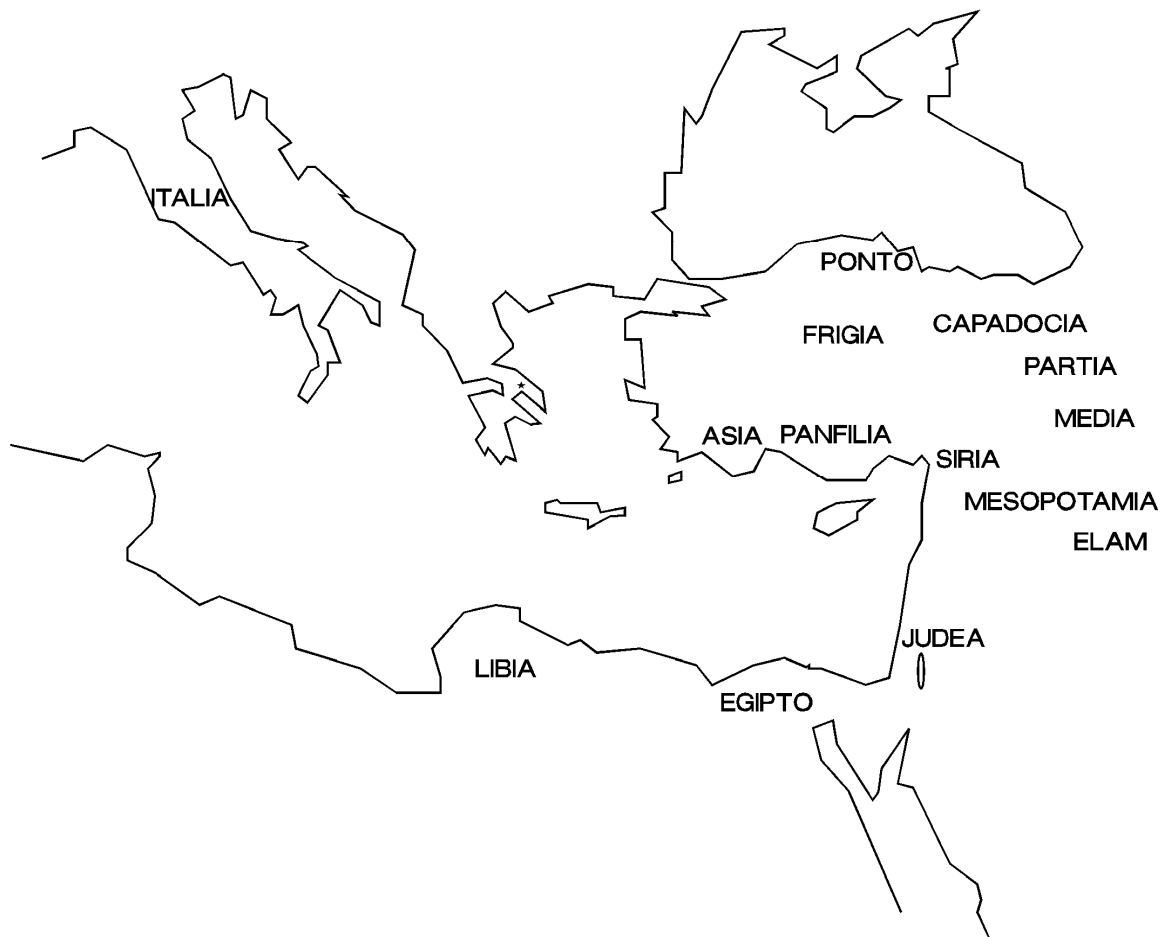 ITALIA
PONTO
CAPADOCIA
FRIGIA
PARTIA
MEDIA
ASIA
PANFILIA
SIRIA
MESOPOTAMIA
ELAM
JUDEA
LIBIA
EGIPTO